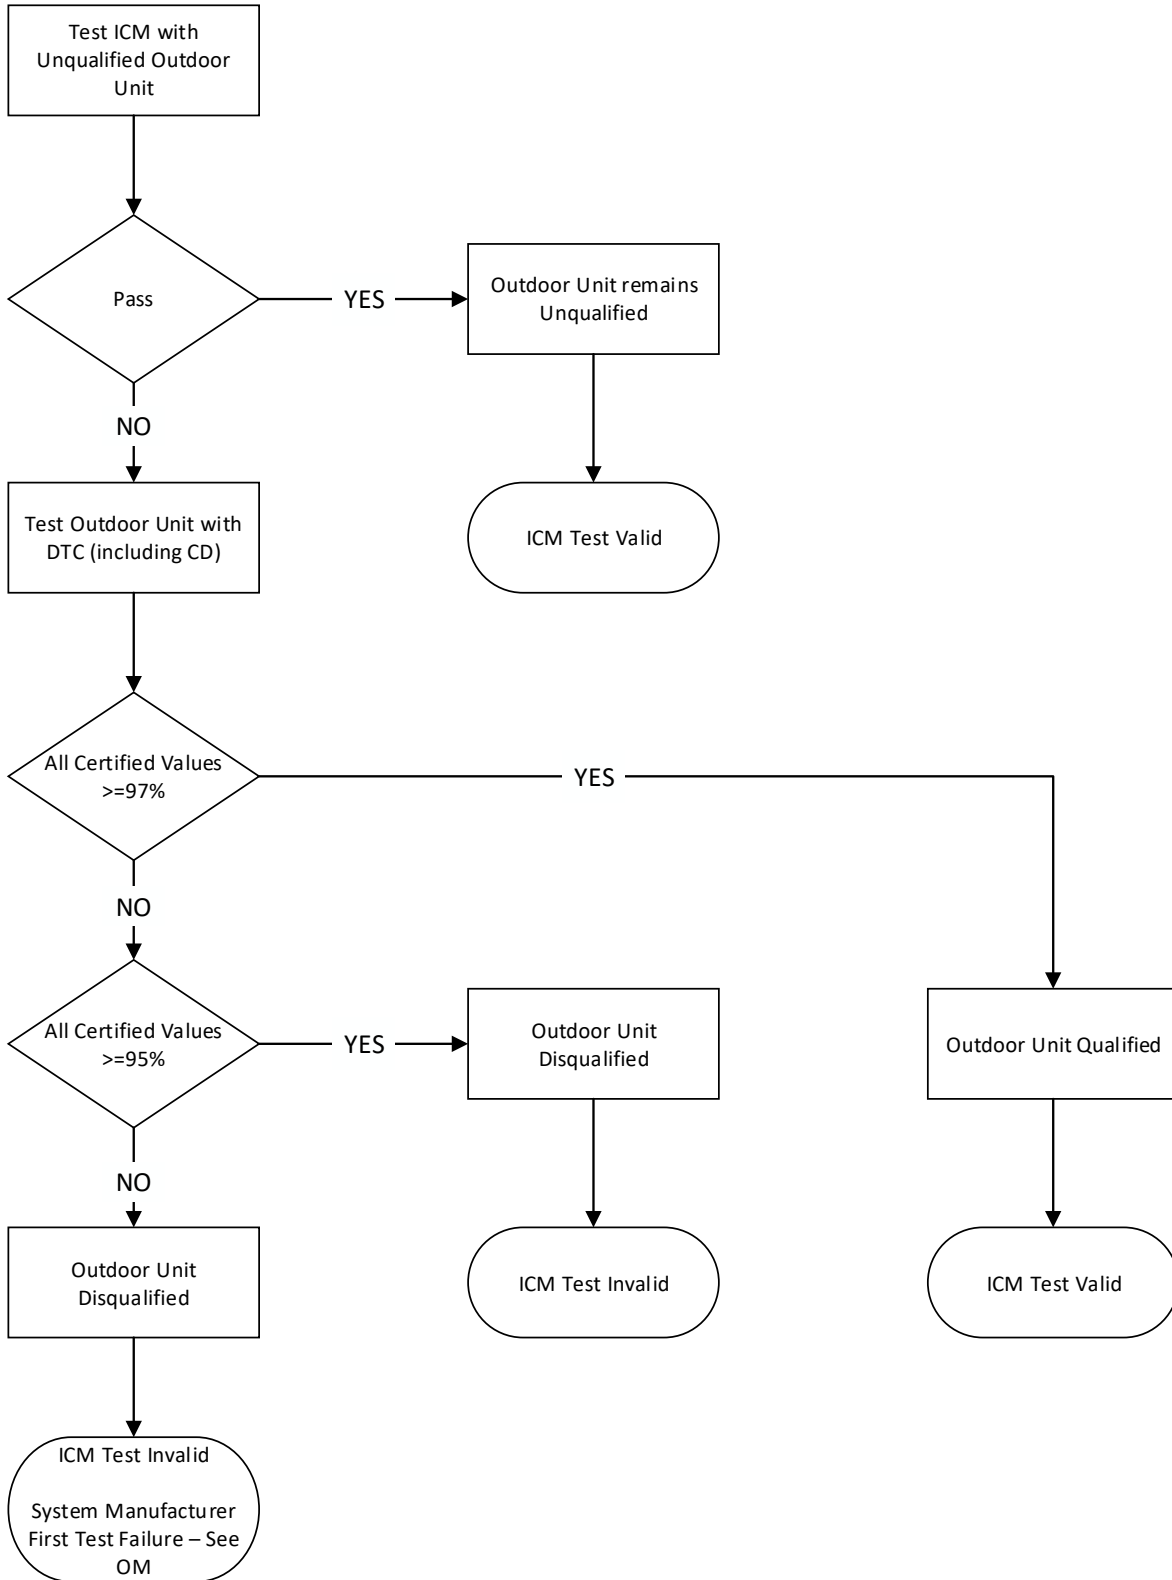 Test ICM with
Unqualified Outdoor
Unit
Pass
YES
Outdoor Unit remains
Unqualified
NO
ICM Test Valid
Test Outdoor Unit with
DTC (including CD)
All Certified Values
>=97%
YES
NO
All Certified Values
>=95%
YES
Outdoor Unit
Disqualified
Outdoor Unit Qualified
NO
Outdoor Unit
Disqualified
ICM Test Invalid
ICM Test Valid
ICM Test Invalid
System Manufacturer
First Test Failure – See
OM